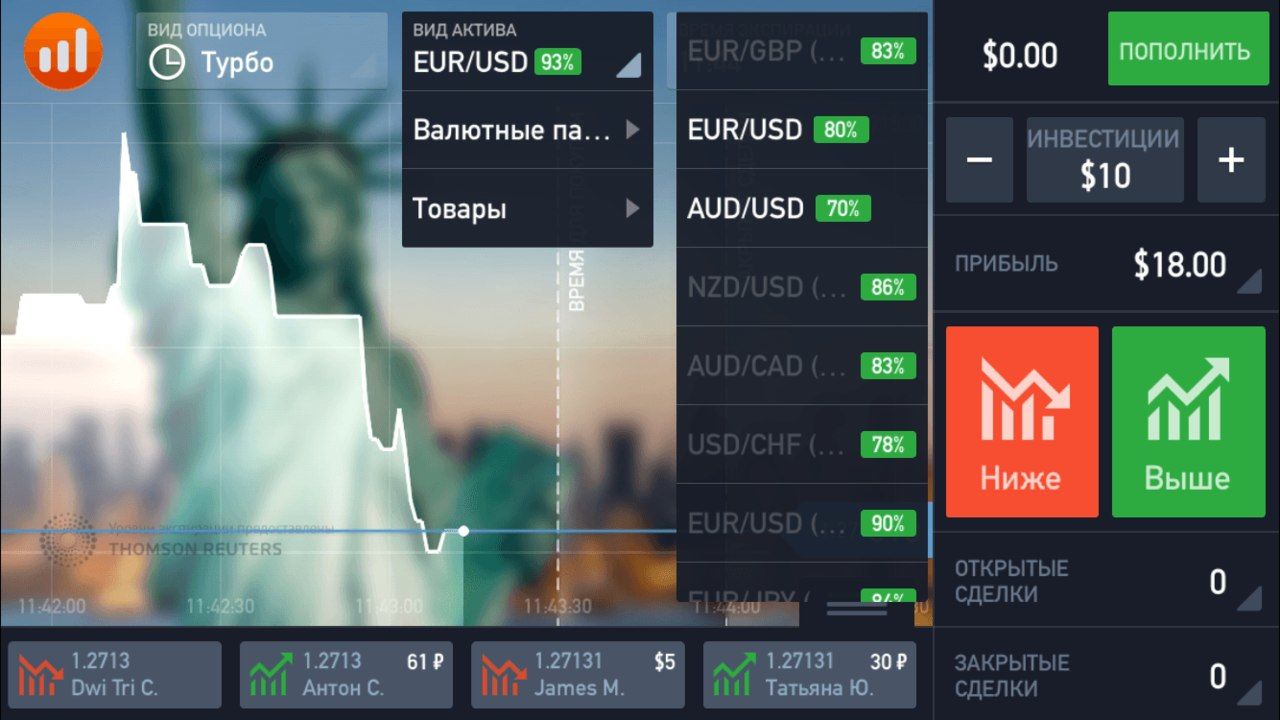 ВИД ОПЦИОНА
Турбо
ВИД АКТИВА
EUR/USD 93%
Валютные па...
Товары
EUR/GBP (... 83%
EUR/USD 80%
AUD/USD 70%
NZD/USD (... 86%
AUD/CAD (... 83%
USD/CHF (... 78%
EUR/USD (... 90%
EUR/JPY ( 84%
ВРЕМЯ
Уровни экспирации предоставлены
THOMSON REUTERS
11:42:00 11:42:30 11:43:00 11:43:30 11:44:00
$0.00
ПОПОЛНИТЬ
− ИНВЕСТИЦИИ +
$10
ПРИБЫЛЬ $18.00
Ниже
Выше
ОТКРЫТЫЕ
СДЕЛКИ 0
ЗАКРЫТЫЕ
СДЕЛКИ 0
1.2713
Dwi Tri C.
1.2713 61 ₽
Антон С.
1.27131 $5
James M.
1.27131 30 ₽
Татьяна Ю.